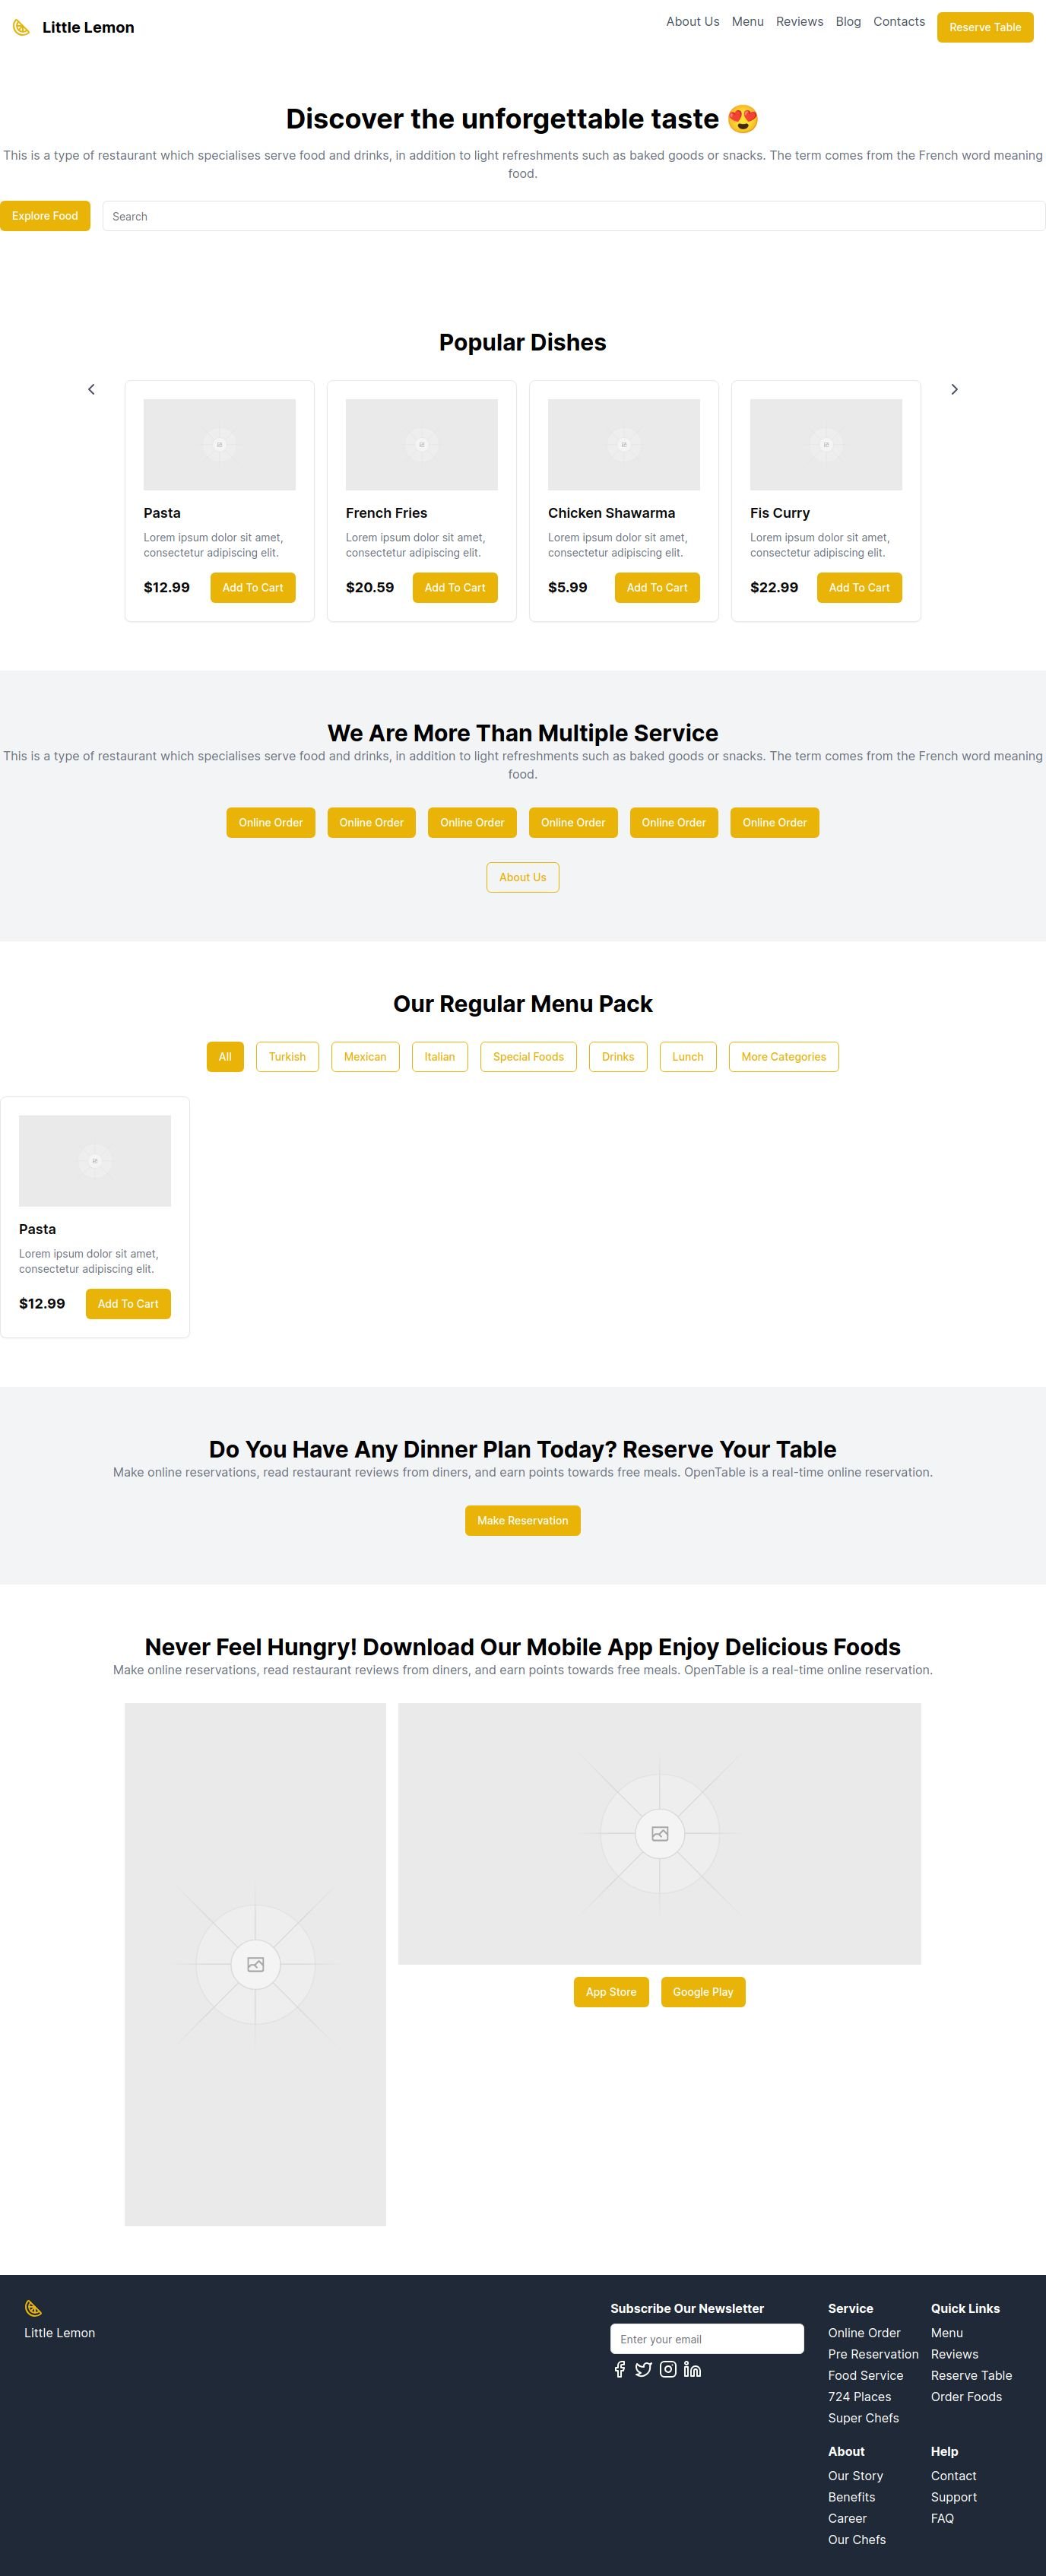 Little Lemon
About Us Menu Reviews Blog Contacts Reserve Table
Discover the unforgettable taste 😍
This is a type of restaurant which specialises serve food and drinks, in addition to light refreshments such as baked goods or snacks. The term comes from the French word meaning
food.
Explore Food Search
Popular Dishes
Pasta
Lorem ipsum dolor sit amet,
consectetur adipiscing elit.
$12.99 Add To Cart
French Fries
Lorem ipsum dolor sit amet,
consectetur adipiscing elit.
$20.59 Add To Cart
Chicken Shawarma
Lorem ipsum dolor sit amet,
consectetur adipiscing elit.
$5.99 Add To Cart
Fis Curry
Lorem ipsum dolor sit amet,
consectetur adipiscing elit.
$22.99 Add To Cart
We Are More Than Multiple Service
This is a type of restaurant which specialises serve food and drinks, in addition to light refreshments such as baked goods or snacks. The term comes from the French word meaning
food.
Online Order Online Order Online Order Online Order Online Order Online Order
About Us
Our Regular Menu Pack
All Turkish Mexican Italian Special Foods Drinks Lunch More Categories
Pasta
Lorem ipsum dolor sit amet,
consectetur adipiscing elit.
$12.99 Add To Cart
Do You Have Any Dinner Plan Today? Reserve Your Table
Make online reservations, read restaurant reviews from diners, and earn points towards free meals. OpenTable is a real-time online reservation.
Make Reservation
Never Feel Hungry! Download Our Mobile App Enjoy Delicious Foods
Make online reservations, read restaurant reviews from diners, and earn points towards free meals. OpenTable is a real-time online reservation.
App Store Google Play
Little Lemon
Subscribe Our Newsletter
Enter your email
Service
Online Order
Pre Reservation
Food Service
724 Places
Super Chefs
Quick Links
Menu
Reviews
Reserve Table
Order Foods
About
Our Story
Benefits
Career
Our Chefs
Help
Contact
Support
FAQ